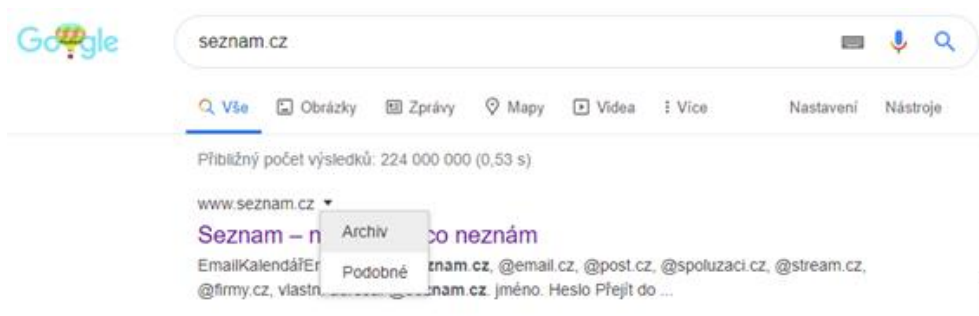 Google
seznam.cz
Vše Obrázky Zprávy Mapy Videa Více Nastavení Nástroje
Přibližný počet výsledků: 224 000 000 (0,53 s)
www.seznam.cz
Archiv
Podobné
Seznam – n co neznám
EmailKalendářEm znam.cz, @email.cz, @post.cz, @spoluzaci.cz, @stream.cz,
@firmy.cz, vlastn znam.cz. jméno. Heslo Přejít do ...